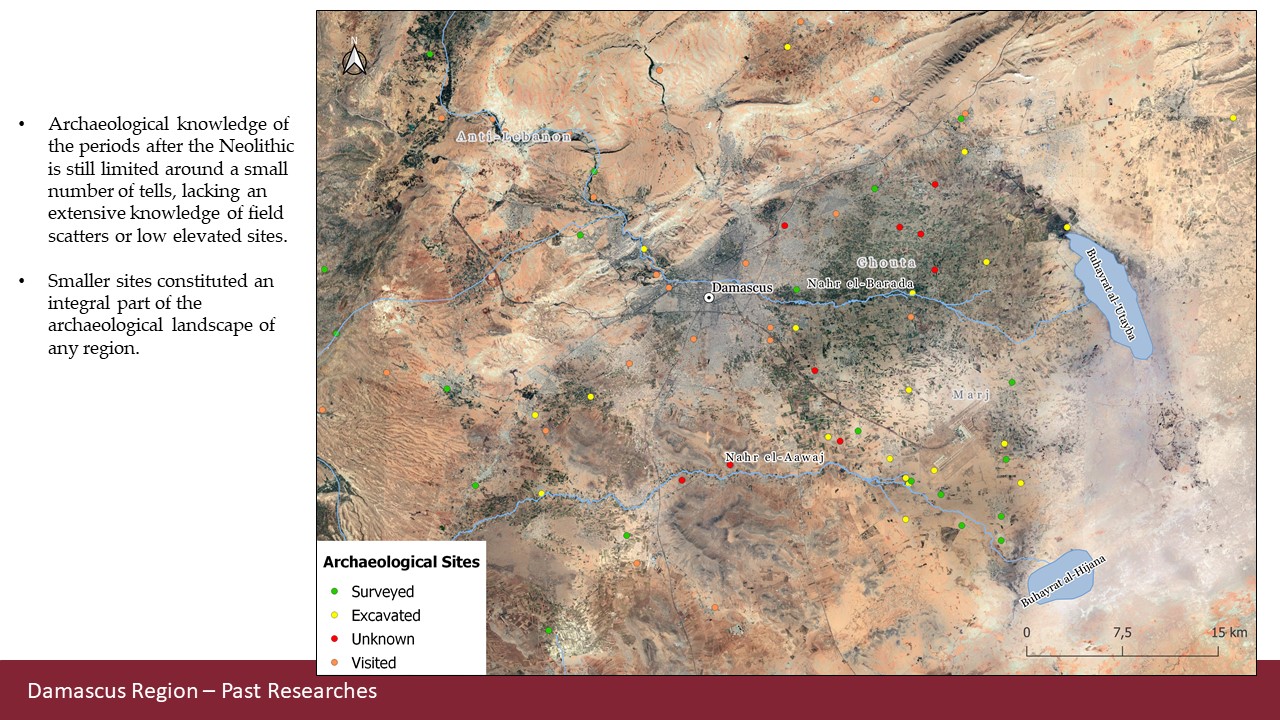 • Archaeological knowledge of
the periods after the Neolithic
is still limited around a small
number of tells, lacking an
extensive knowledge of field
scatters or low elevated sites.
• Smaller sites constituted an
integral part of the
archaeological landscape of
any region.
N
Anti-Lebanon
Ghouta
Damascus
Nahr el-Barada
Buhayrat al-'Utayba
Marj
Nahr el-Aawaj
Buhayrat al-Hijana
Archaeological Sites
Surveyed
Excavated
Unknown
Visited
0 7,5 15 km
Damascus Region – Past Researches